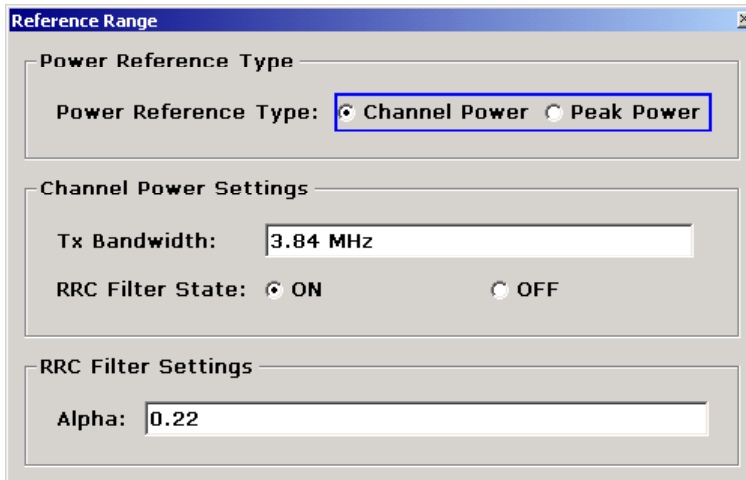 Reference Range
Power Reference Type
Power Reference Type: Channel Power Peak Power
Channel Power Settings
Tx Bandwidth: 3.84 MHz
RRC Filter State: ON OFF
RRC Filter Settings
Alpha: 0.22